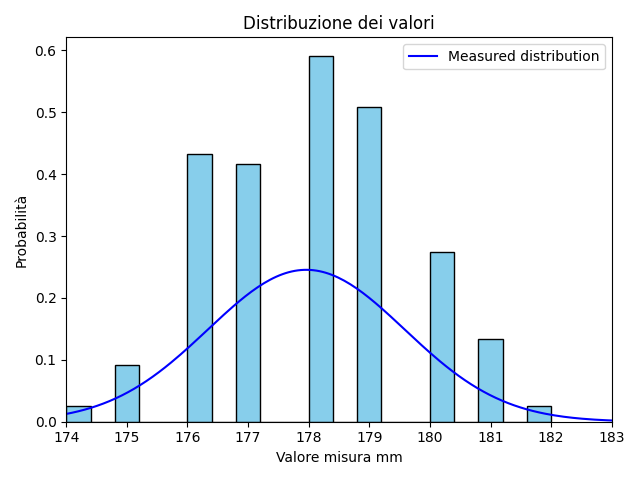 Distribuzione dei valori
Measured distribution
Probabilità
0.6
0.5
0.4
0.3
0.2
0.1
0.0
174 175 176 177 178 179 180 181 182 183
Valore misura mm